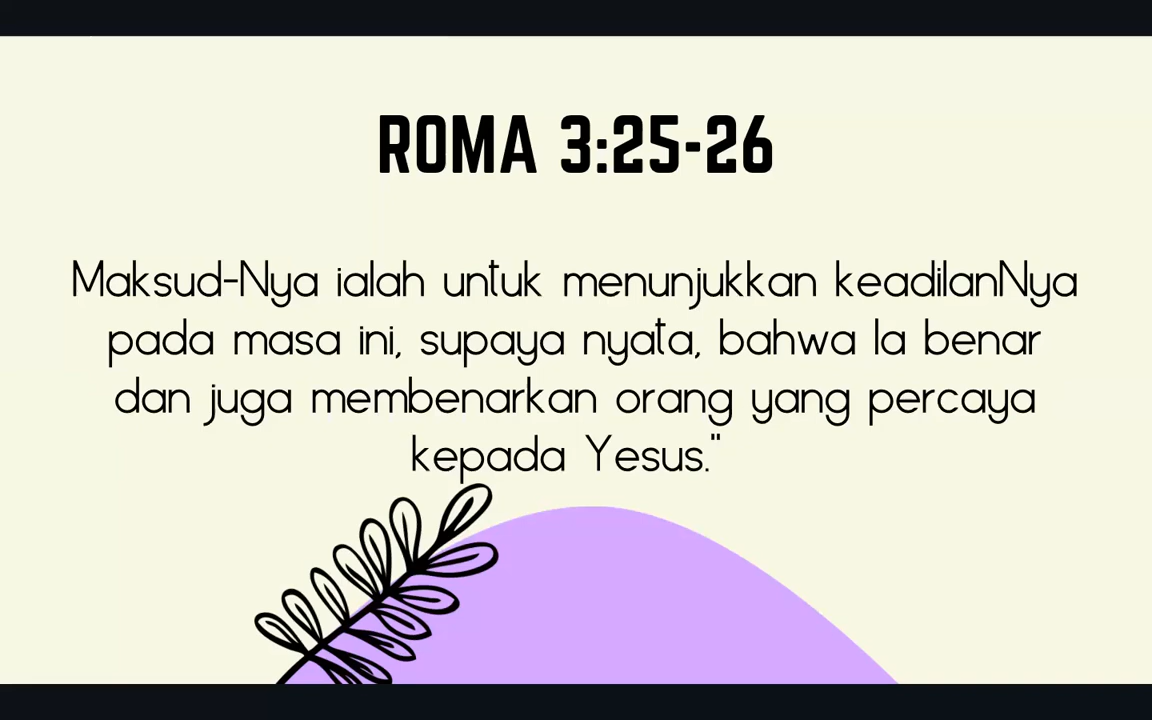 ROMA 3:25-26
Maksud-Nya ialah untuk menunjukkan keadilanNya
pada masa ini, supaya nyata, bahwa Ia benar
dan juga membenarkan orang yang percaya
kepada Yesus."